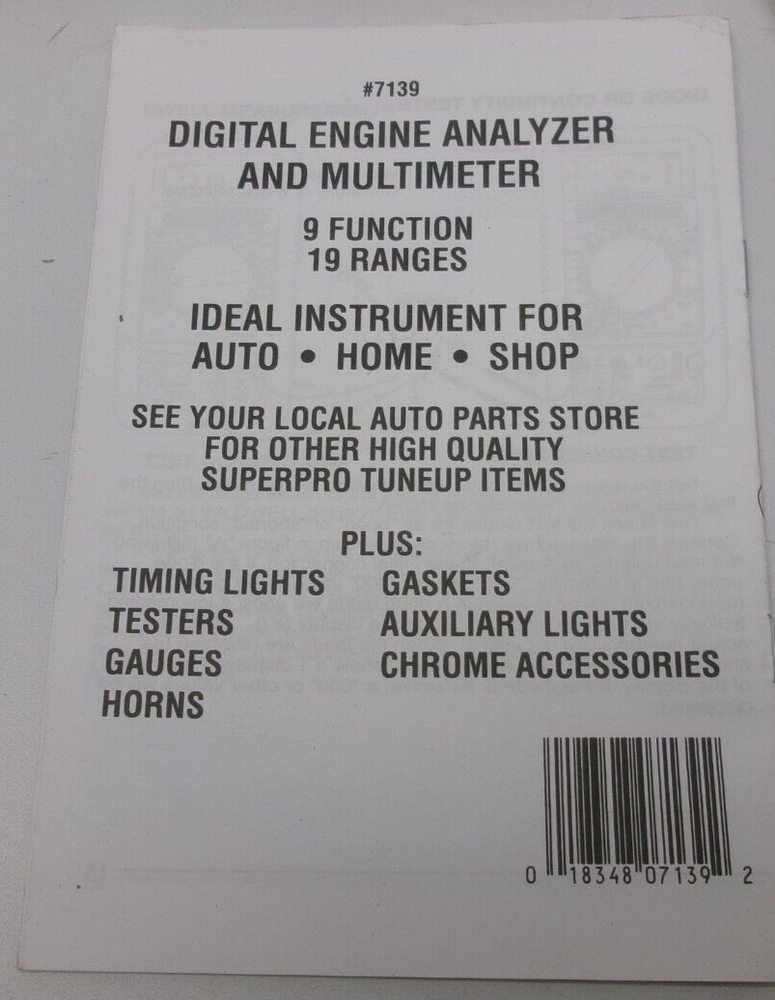 #7139
DIGITAL ENGINE ANALYZER
AND MULTIMETER
9 FUNCTION
19 RANGES
IDEAL INSTRUMENT FOR
AUTO • HOME • SHOP
SEE YOUR LOCAL AUTO PARTS STORE
FOR OTHER HIGH QUALITY
SUPERPRO TUNEUP ITEMS
PLUS:
TIMING LIGHTS GASKETS
TESTERS AUXILIARY LIGHTS
GAUGES CHROME ACCESSORIES
HORNS
0 18348 07139 2